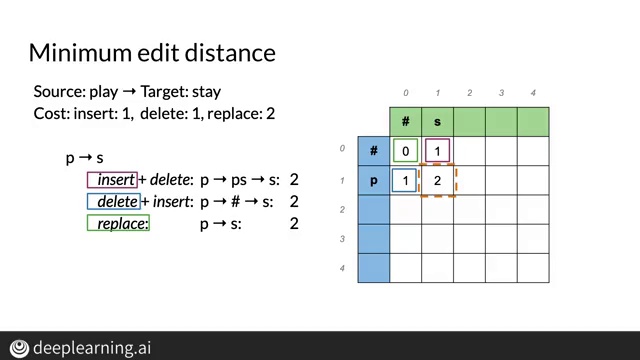 Minimum edit distance
Source: play → Target: stay
Cost: insert: 1, delete: 1, replace: 2
p → s
insert + delete: p → ps → s: 2
delete + insert: p → # → s: 2
replace: p → s: 2
0 1 2 3 4
# s
0 # 0 1
1 p 1 2
2
3
4
deeplearning.ai